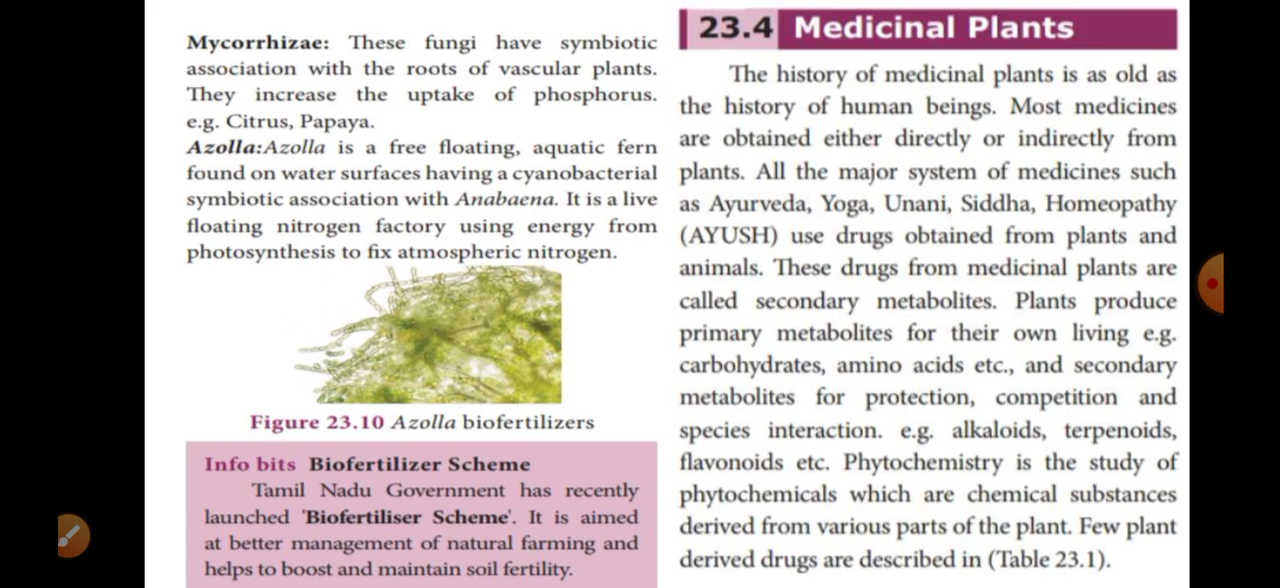 Mycorrhizae: These fungi have symbiotic
association with the roots of vascular plants.
They increase the uptake of phosphorus.
e.g. Citrus, Papaya.
Azolla:Azolla is a free floating, aquatic fern
found on water surfaces having a cyanobacterial
symbiotic association with Anabaena. It is a live
floating nitrogen factory using energy from
photosynthesis to fix atmospheric nitrogen.
Figure 23.10 Azolla biofertilizers
Info bits Biofertilizer Scheme
Tamil Nadu Government has recently
launched 'Biofertiliser Scheme'. It is aimed
at better management of natural farming and
helps to boost and maintain soil fertility.
23.4 Medicinal Plants
The history of medicinal plants is as old as
the history of human beings. Most medicines
are obtained either directly or indirectly from
plants. All the major system of medicines such
as Ayurveda, Yoga, Unani, Siddha, Homeopathy
(AYUSH) use drugs obtained from plants and
animals. These drugs from medicinal plants are
called secondary metabolites. Plants produce
primary metabolites for their own living e.g.
carbohydrates, amino acids etc., and secondary
metabolites for protection, competition and
species interaction. e.g. alkaloids, terpenoids,
flavonoids etc. Phytochemistry is the study of
phytochemicals which are chemical substances
derived from various parts of the plant. Few plant
derived drugs are described in (Table 23.1).